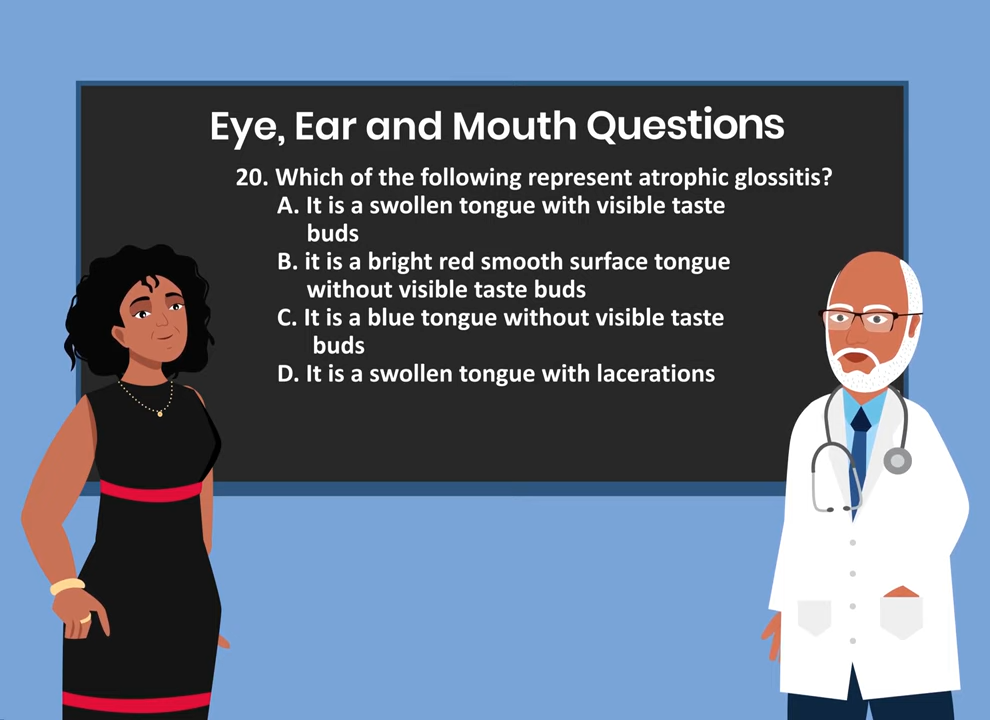 Eye, Ear and Mouth Questions
20. Which of the following represent atrophic glossitis?
A. It is a swollen tongue with visible taste
buds
B. it is a bright red smooth surface tongue
without visible taste buds
C. It is a blue tongue without visible taste
buds
D. It is a swollen tongue with lacerations